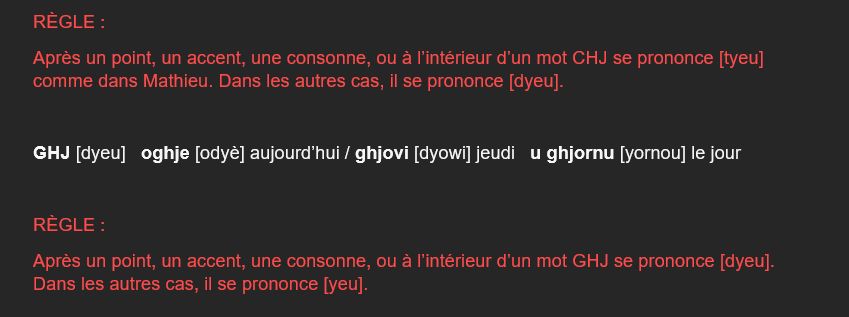 RÈGLE :
Après un point, un accent, une consonne, ou à l’intérieur d’un mot CHJ se prononce [tyeu]
comme dans Mathieu. Dans les autres cas, il se prononce [dyeu].
GHJ [dyeu] oghje [odyè] aujourd’hui / ghjovi [dyowi] jeudi u ghjornu [yornou] le jour
RÈGLE :
Après un point, un accent, une consonne, ou à l’intérieur d’un mot GHJ se prononce [dyeu].
Dans les autres cas, il se prononce [yeu].